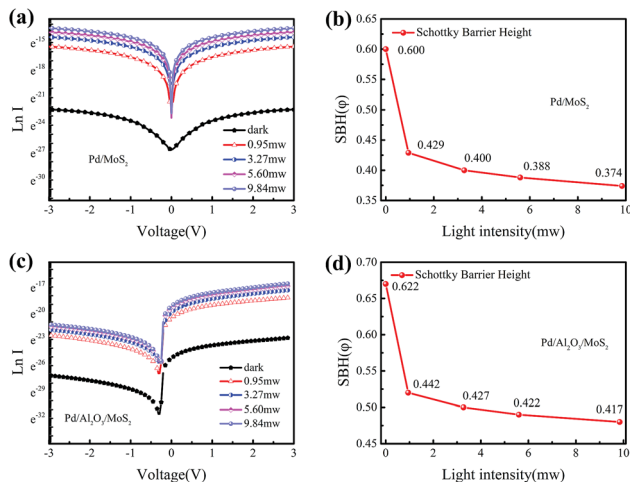 (a)
e^-15
e^-18
e^-21
e^-24
e^-27
e^-30
Ln I
Pd/MoS₂
dark
0.95mw
3.27mw
5.60mw
9.84mw
-3 -2 -1 0 1 2 3
Voltage(V)
(b)
0.65
0.60
0.55
0.50
0.45
0.40
0.35
SBH(φ)
Schottky Barrier Height
0.600
Pd/MoS₂
0.429
0.400
0.388
0.374
0 2 4 6 8 10
Light intensity(mw)
(c)
e^-14
e^-17
e^-20
e^-23
e^-26
e^-29
e^-32
Ln I
Pd/Al₂O₃/MoS₂
dark
0.95mw
3.27mw
5.60mw
9.84mw
-3 -2 -1 0 1 2 3
Voltage(V)
(d)
0.70
0.65
0.60
0.55
0.50
0.45
SBH(φ)
Schottky Barrier Height
0.622
Pd/Al₂O₃/MoS₂
0.442
0.427
0.422
0.417
0 2 4 6 8 10
Light intensity(mw)